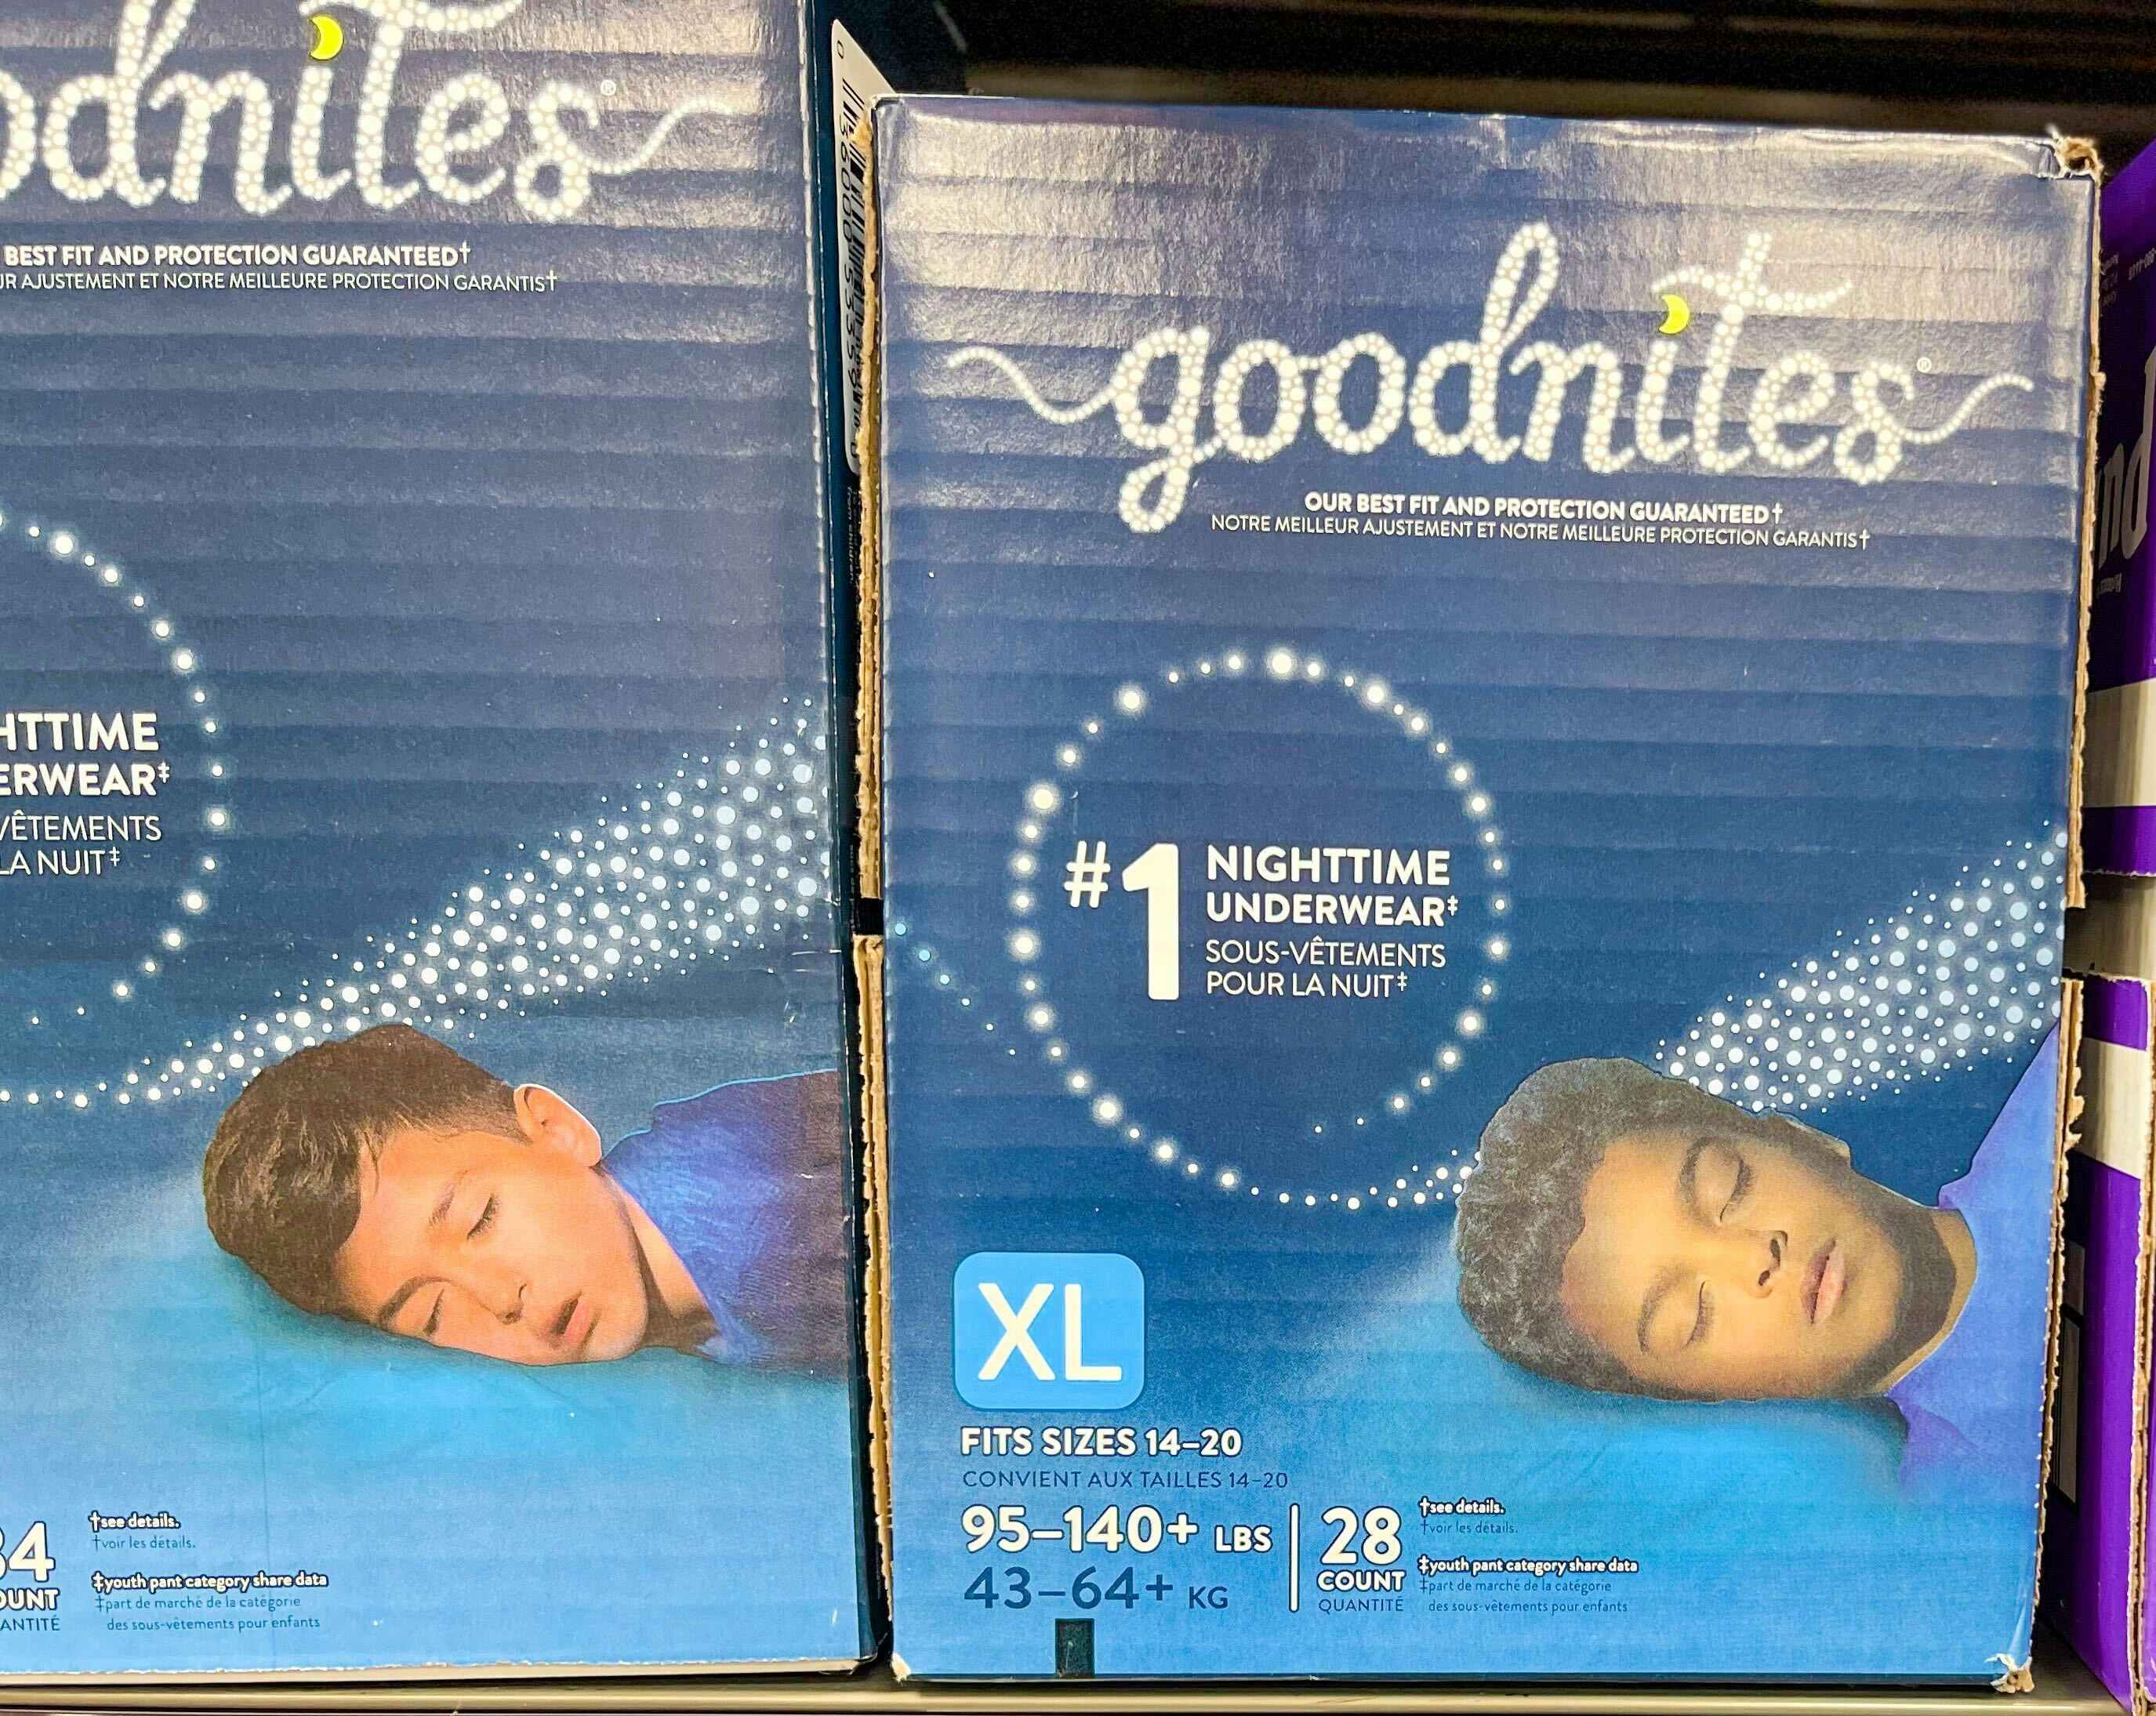 odnites®
BEST FIT AND PROTECTION GUARANTEED†
UR AJUSTEMENT ET NOTRE MEILLEURE PROTECTION GARANTIS†
HTTIME
ERWEAR‡
VÊTEMENTS
LA NUIT‡
34
OUNT
ANTITÉ
†see details.
†voir les détails.
‡youth pant category share data
‡part de marché de la catégorie
des sous-vêtements pour enfants
goodnites®
OUR BEST FIT AND PROTECTION GUARANTEED†
NOTRE MEILLEUR AJUSTEMENT ET NOTRE MEILLEURE PROTECTION GARANTIS†
#1 NIGHTTIME
UNDERWEAR‡
SOUS-VÊTEMENTS
POUR LA NUIT‡
XL
FITS SIZES 14–20
CONVIENT AUX TAILLES 14–20
95–140+ LBS
43–64+ KG
28
COUNT
QUANTITÉ
†see details.
†voir les détails.
‡youth pant category share data
‡part de marché de la catégorie
des sous-vêtements pour enfants